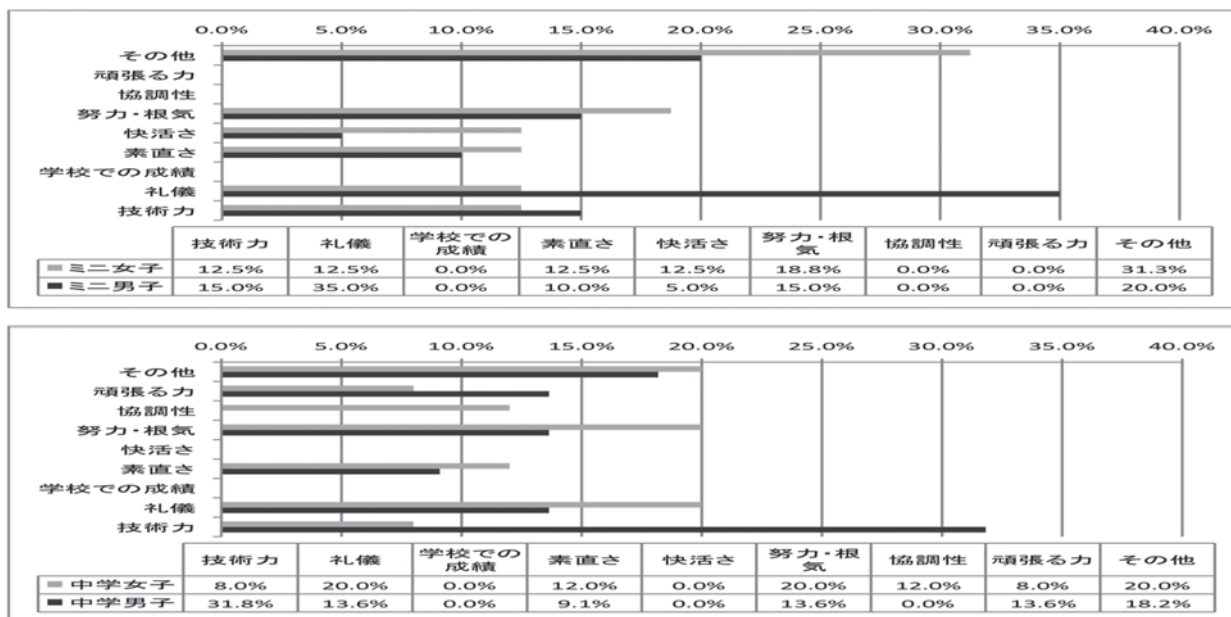 0.0% 5.0% 10.0% 15.0% 20.0% 25.0% 30.0% 35.0% 40.0%
その他
頑張る力
協調性
努力・根気
快活さ
素直さ
学校での成績
礼儀
技術力
技術力 礼儀 学校での成績 素直さ 快活さ 努力・根気 協調性 頑張る力 その他
ミニ女子 12.5% 12.5% 0.0% 12.5% 12.5% 18.8% 0.0% 0.0% 31.3%
ミニ男子 15.0% 35.0% 0.0% 10.0% 5.0% 15.0% 0.0% 0.0% 20.0%
0.0% 5.0% 10.0% 15.0% 20.0% 25.0% 30.0% 35.0% 40.0%
その他
頑張る力
協調性
努力・根気
快活さ
素直さ
学校での成績
礼儀
技術力
技術力 礼儀 学校での成績 素直さ 快活さ 努力・根気 協調性 頑張る力 その他
中学女子 8.0% 20.0% 0.0% 12.0% 0.0% 20.0% 12.0% 8.0% 20.0%
中学男子 31.8% 13.6% 0.0% 9.1% 0.0% 13.6% 0.0% 13.6% 18.2%